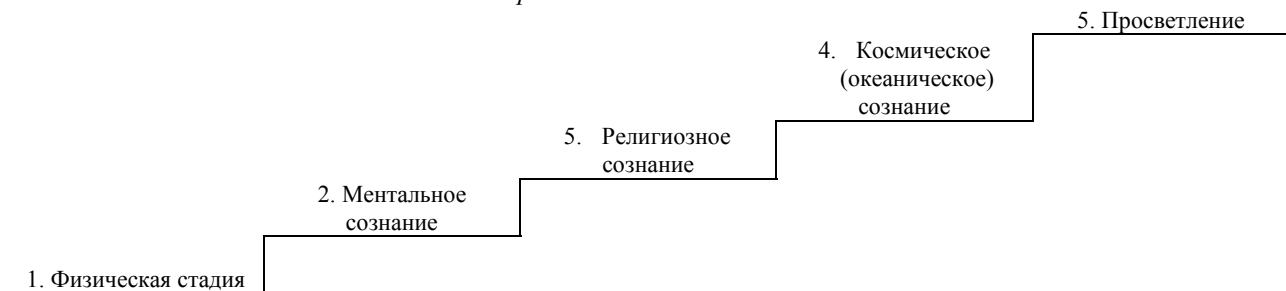 5. Просветление
4. Космическое
(океаническое)
сознание
5. Религиозное
сознание
2. Ментальное
сознание
1. Физическая стадия